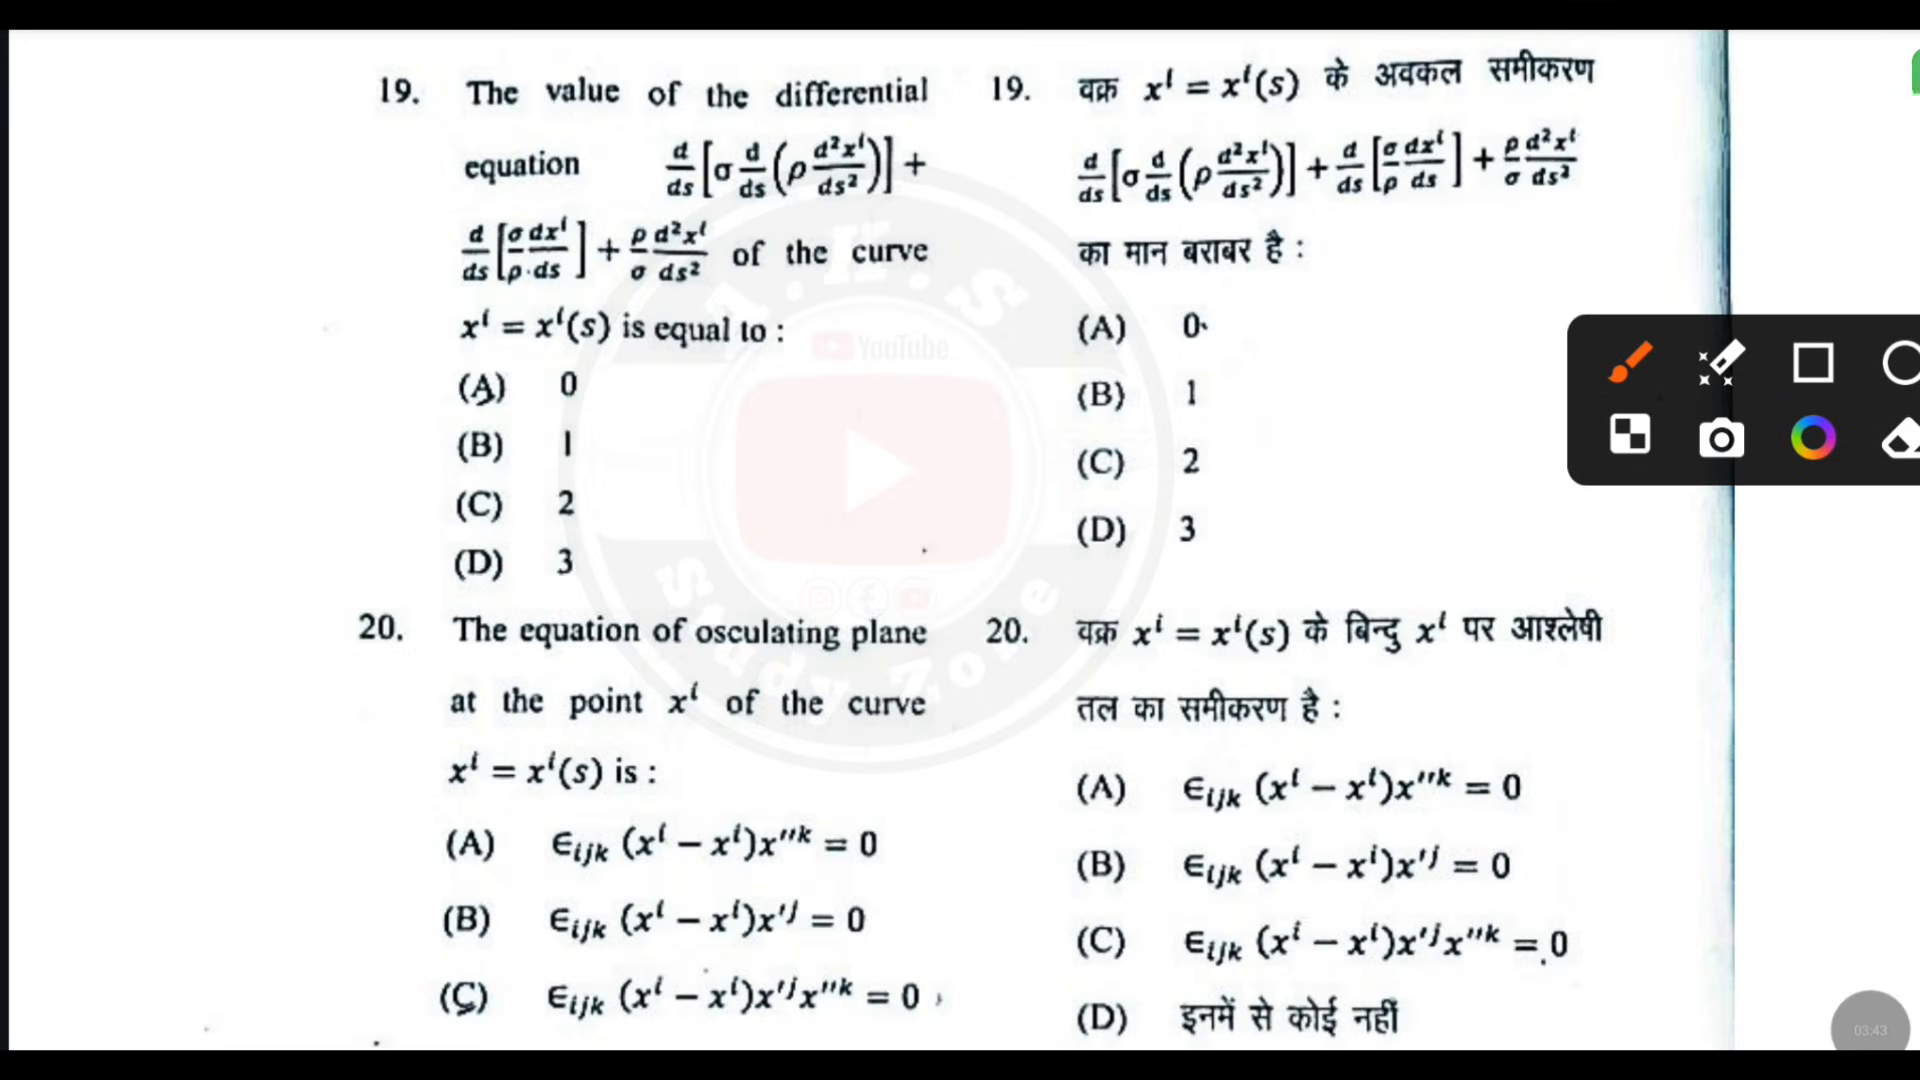 19. The value of the differential
equation d/ds [σ d/ds (ρ d²xⁱ/ds²)] +
d/ds [σ/ρ · dxⁱ/ds] + ρ/σ d²xⁱ/ds² of the curve
xⁱ = xⁱ(s) is equal to :
(A) 0
(B) 1
(C) 2
(D) 3
20. The equation of osculating plane
at the point xⁱ of the curve
xⁱ = xⁱ(s) is :
(A) ∈ᵢⱼₖ (xⁱ − xⁱ)x″ᵏ = 0
(B) ∈ᵢⱼₖ (xⁱ − xⁱ)x′ʲ = 0
(C) ∈ᵢⱼₖ (xⁱ − xⁱ)x′ʲx″ᵏ = 0
19. वक्र xⁱ = xⁱ(s) के अवकल समीकरण
d/ds [σ d/ds (ρ d²xⁱ/ds²)] + d/ds [σ/ρ dxⁱ/ds] + ρ/σ d²xⁱ/ds²
का मान बराबर है :
(A) 0
(B) 1
(C) 2
(D) 3
20. वक्र xⁱ = xⁱ(s) के बिन्दु xⁱ पर आश्लेषी
तल का समीकरण है :
(A) ∈ᵢⱼₖ (xⁱ − xⁱ)x″ᵏ = 0
(B) ∈ᵢⱼₖ (xⁱ − xⁱ)x′ʲ = 0
(C) ∈ᵢⱼₖ (xⁱ − xⁱ)x′ʲx″ᵏ = 0
(D) इनमें से कोई नहीं
YouTube
Study Zone
03:43